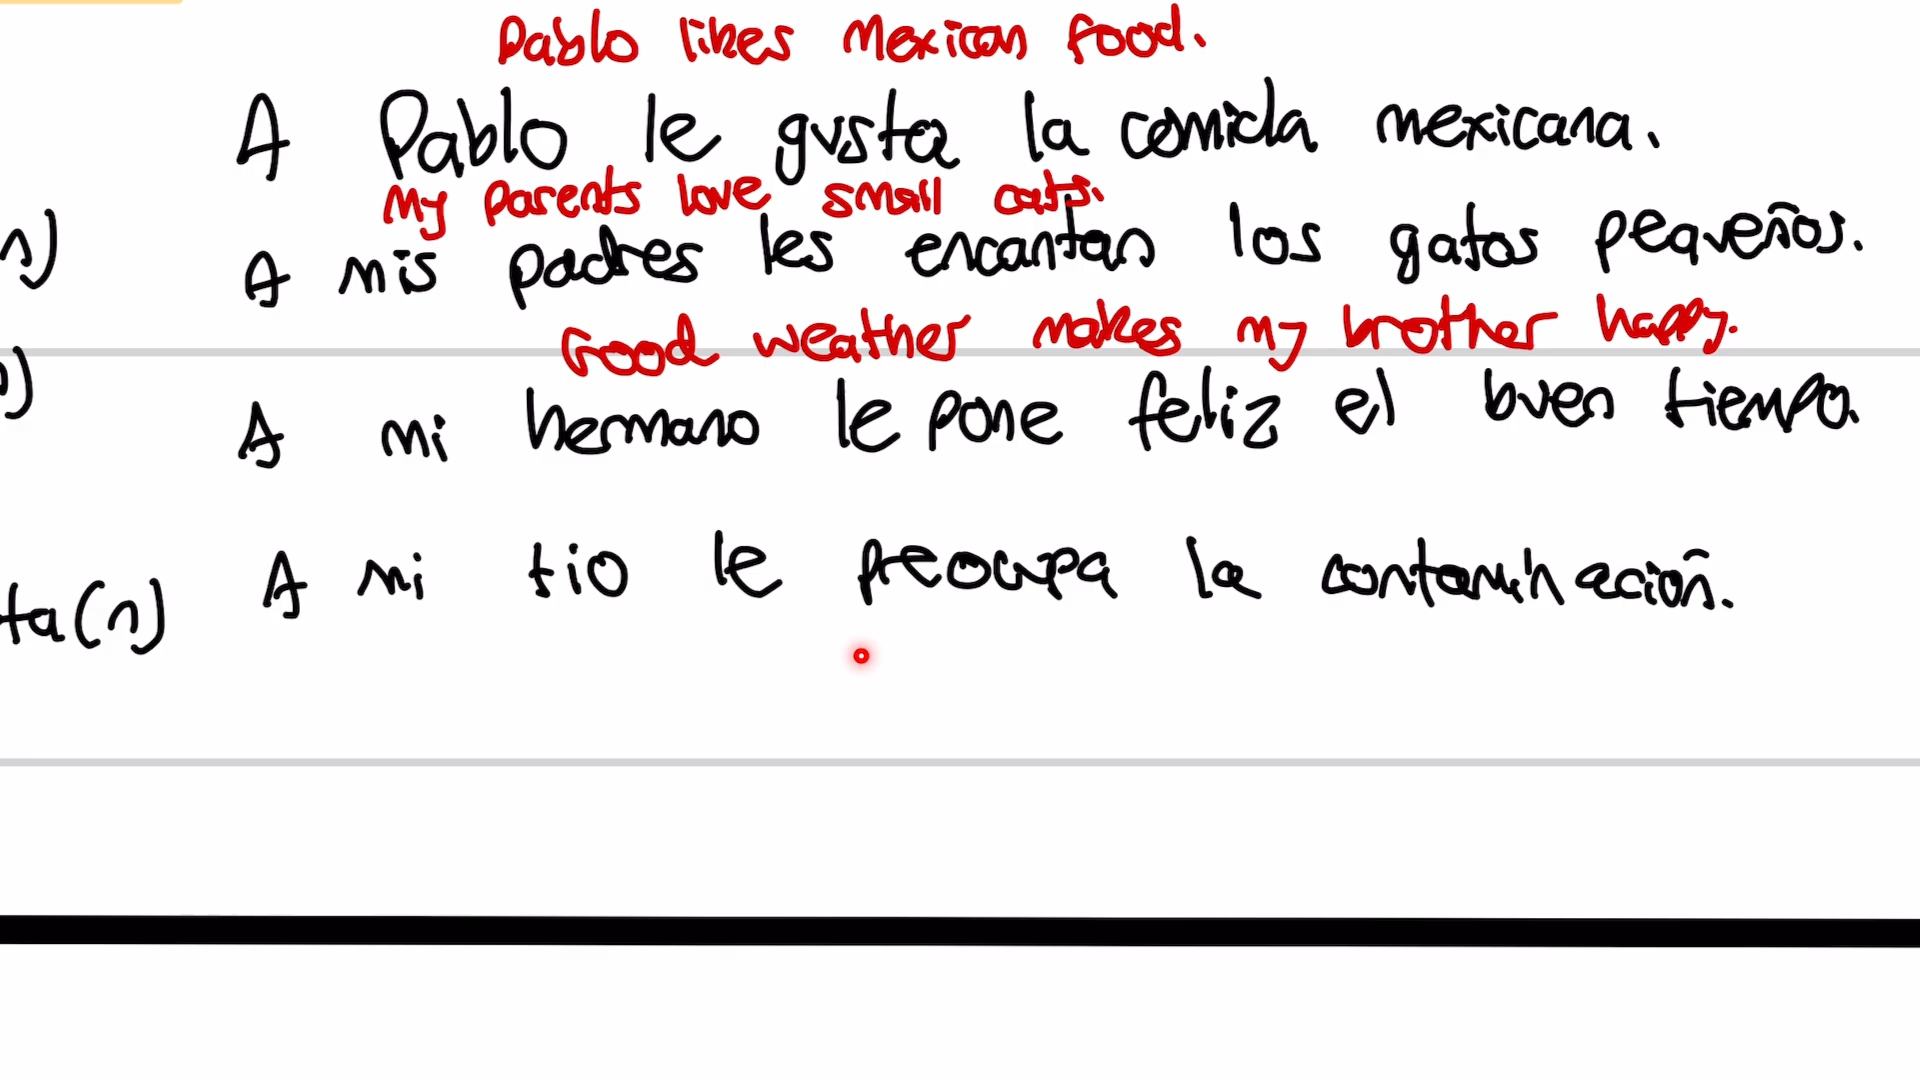 Pablo likes Mexican food.
A Pablo le gusta la comida mexicana.
My parents love small cats.
n)
A mis padres les encantan los gatos pequeños.
Good weather makes my brother happy.
)
A mi hermano le pone feliz el buen tiempo.
A mi tio le preocupa la contaminación.
ta(n)